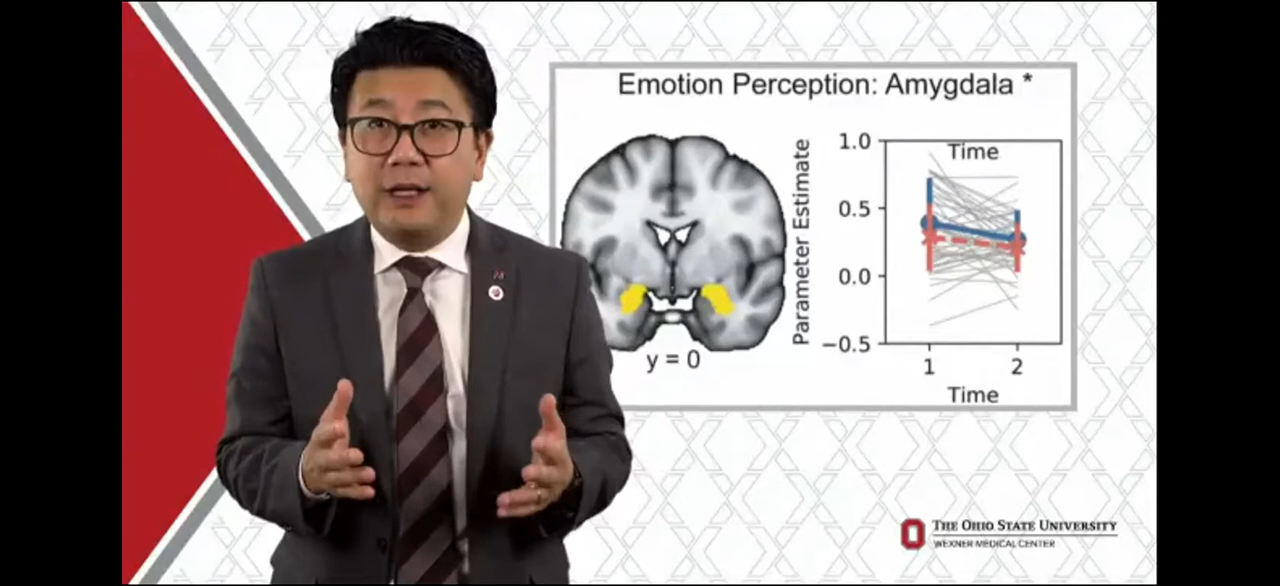 Emotion Perception: Amygdala *
y = 0
Parameter Estimate
1.0
0.5
0.0
−0.5
Time
1
2
Time
THE OHIO STATE UNIVERSITY
WEXNER MEDICAL CENTER